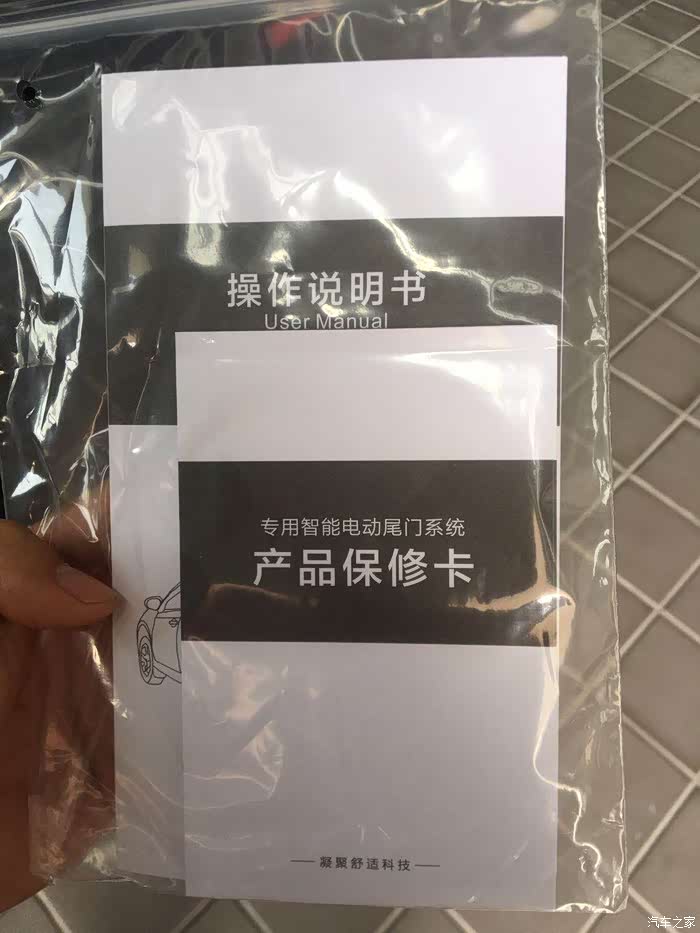 操作说明书
User Manual
专用智能电动尾门系统
产品保修卡
凝聚舒适科技
汽车之家